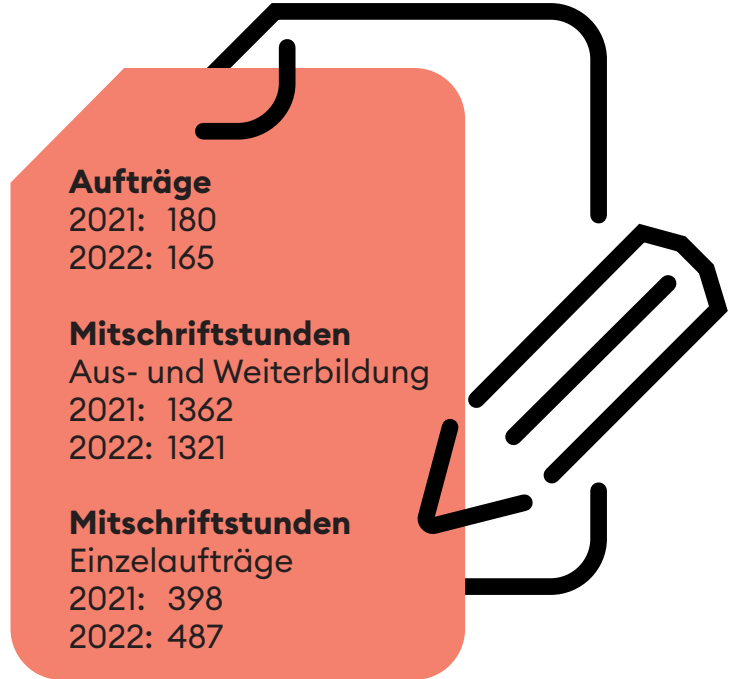 Aufträge
2021: 180
2022: 165
Mitschriftstunden
Aus- und Weiterbildung
2021: 1362
2022: 1321
Mitschriftstunden
Einzelaufträge
2021: 398
2022: 487